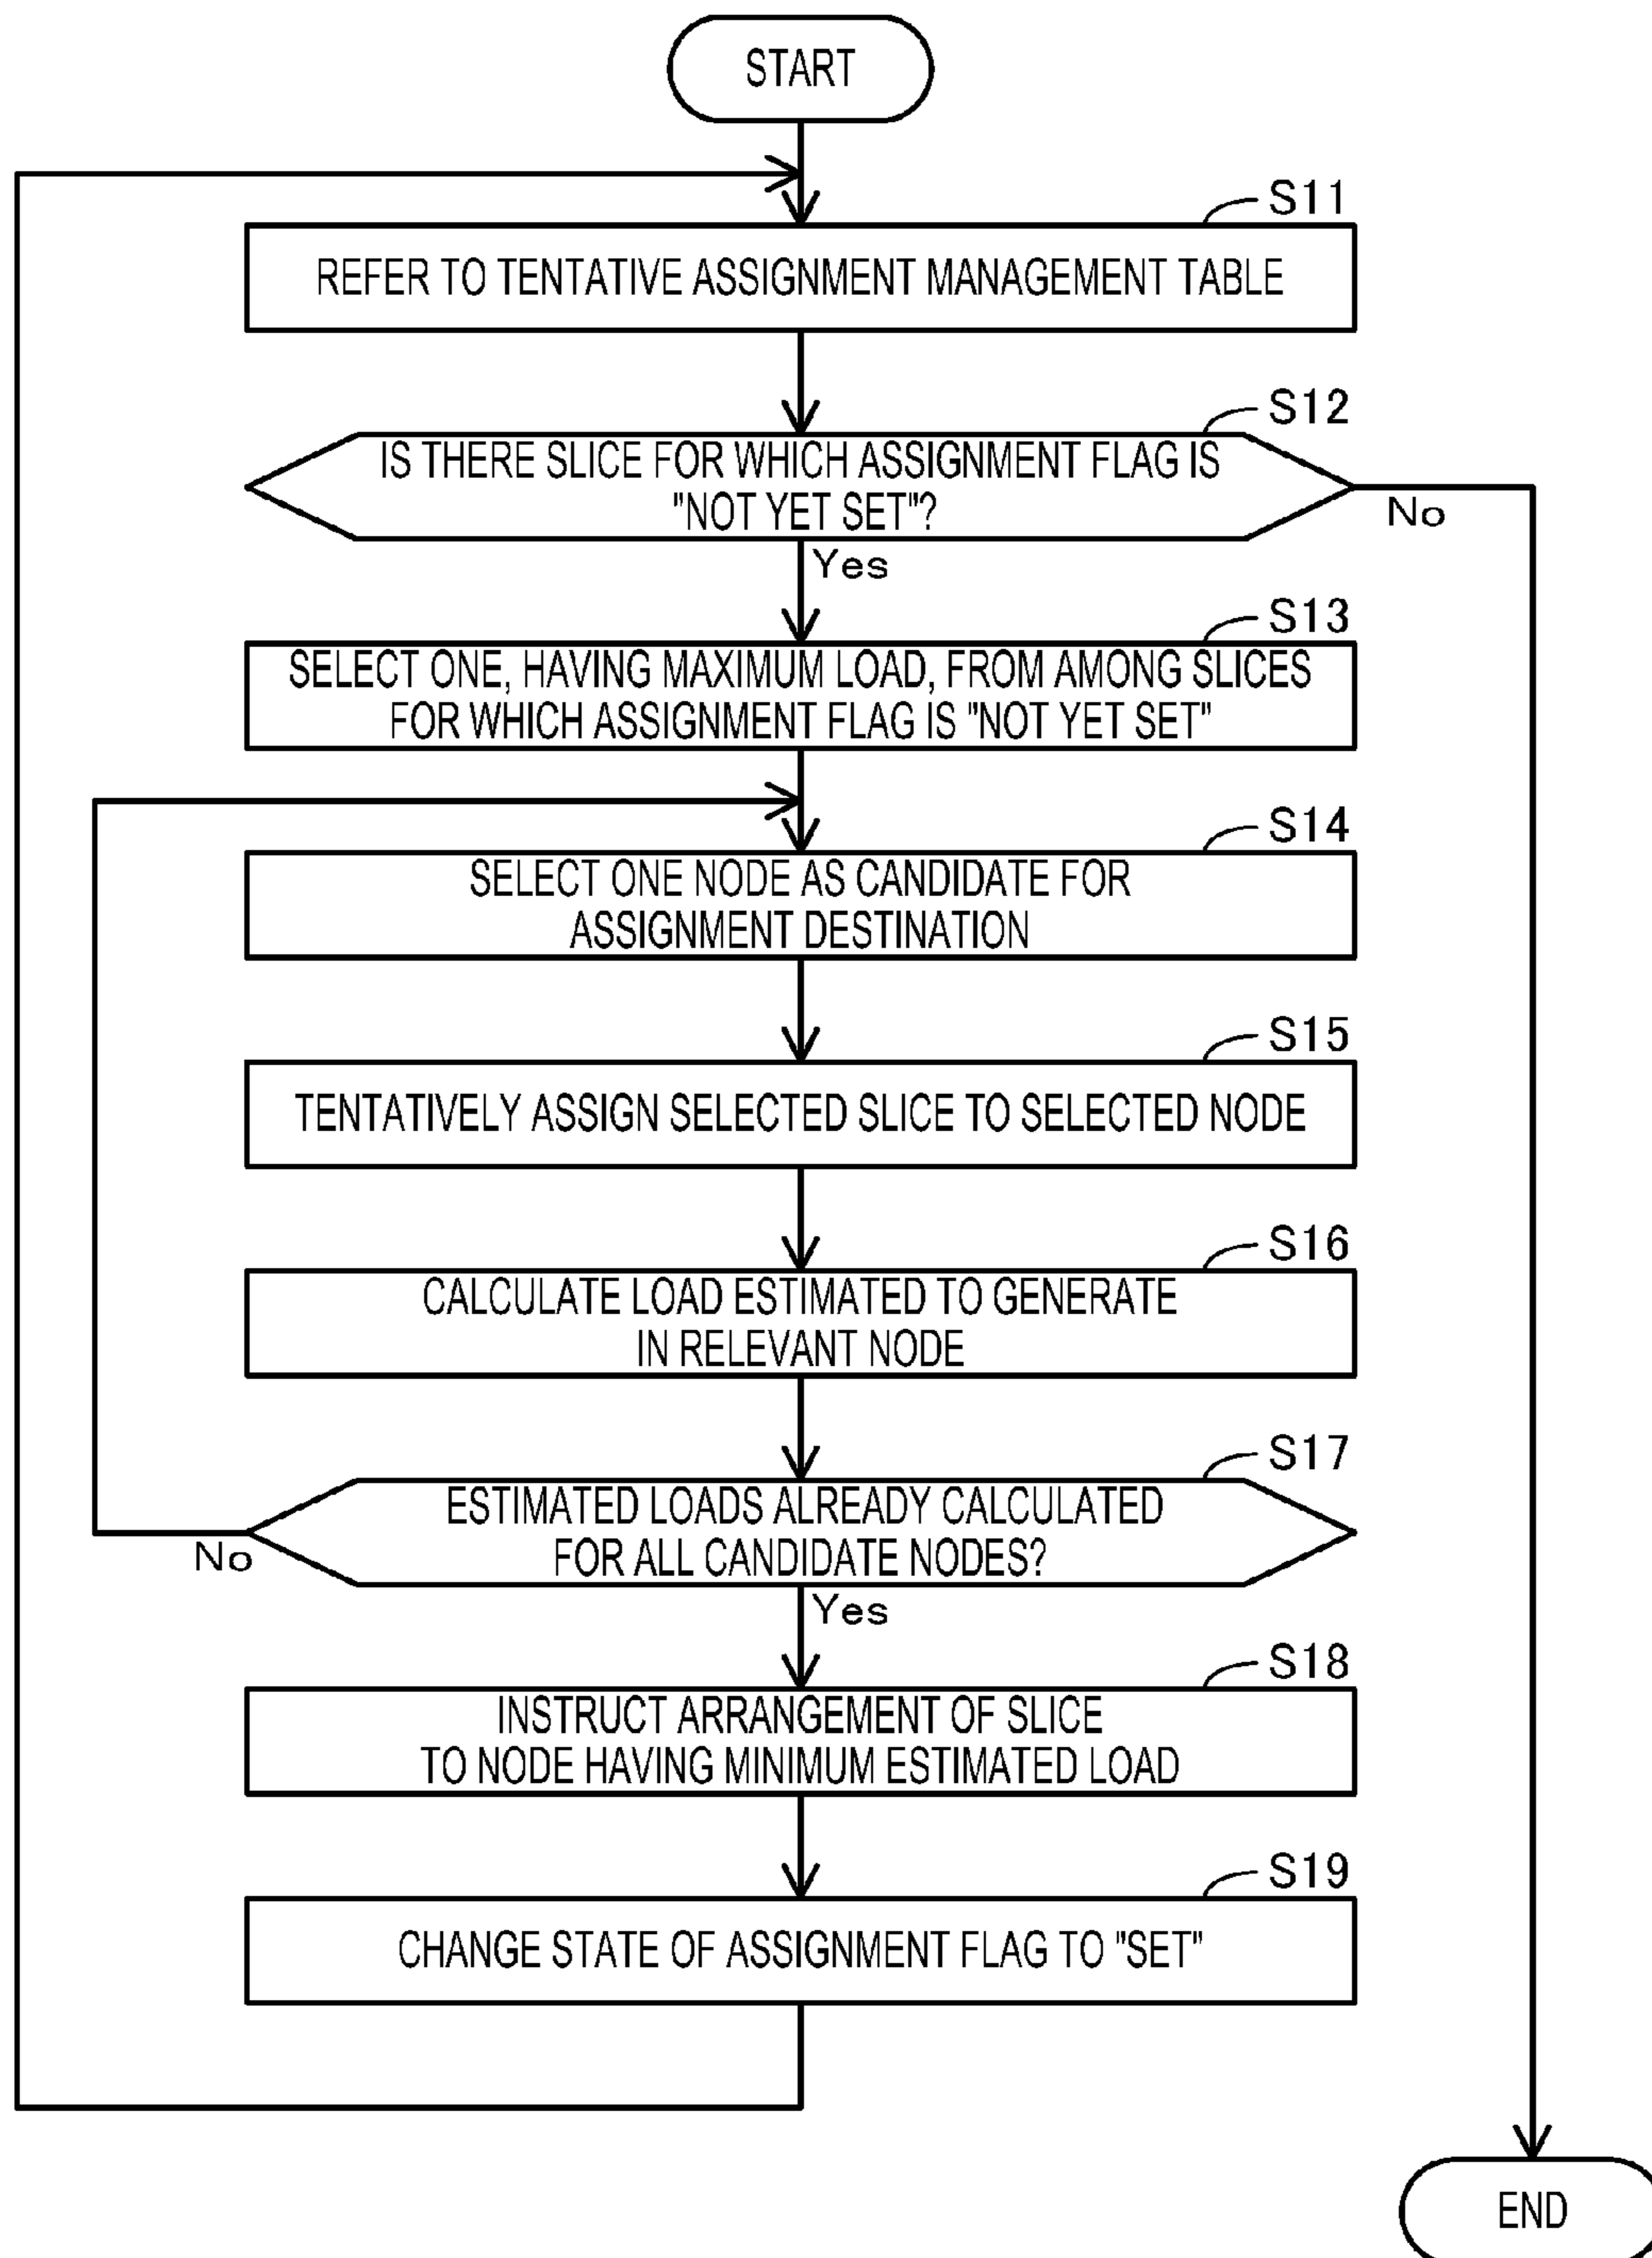 START
S11
REFER TO TENTATIVE ASSIGNMENT MANAGEMENT TABLE
S12
IS THERE SLICE FOR WHICH ASSIGNMENT FLAG IS
"NOT YET SET"?
No
Yes
S13
SELECT ONE, HAVING MAXIMUM LOAD, FROM AMONG SLICES
FOR WHICH ASSIGNMENT FLAG IS "NOT YET SET"
S14
SELECT ONE NODE AS CANDIDATE FOR
ASSIGNMENT DESTINATION
S15
TENTATIVELY ASSIGN SELECTED SLICE TO SELECTED NODE
S16
CALCULATE LOAD ESTIMATED TO GENERATE
IN RELEVANT NODE
S17
ESTIMATED LOADS ALREADY CALCULATED
FOR ALL CANDIDATE NODES?
No
Yes
S18
INSTRUCT ARRANGEMENT OF SLICE
TO NODE HAVING MINIMUM ESTIMATED LOAD
S19
CHANGE STATE OF ASSIGNMENT FLAG TO "SET"
END